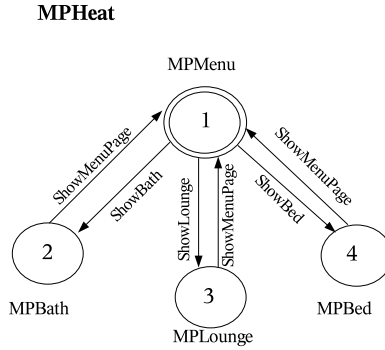 MPHeat
MPMenu
1
ShowMenuPage
ShowBath
ShowLounge
ShowMenuPage
ShowBed
ShowMenuPage
2
MPBath
3
MPLounge
4
MPBed